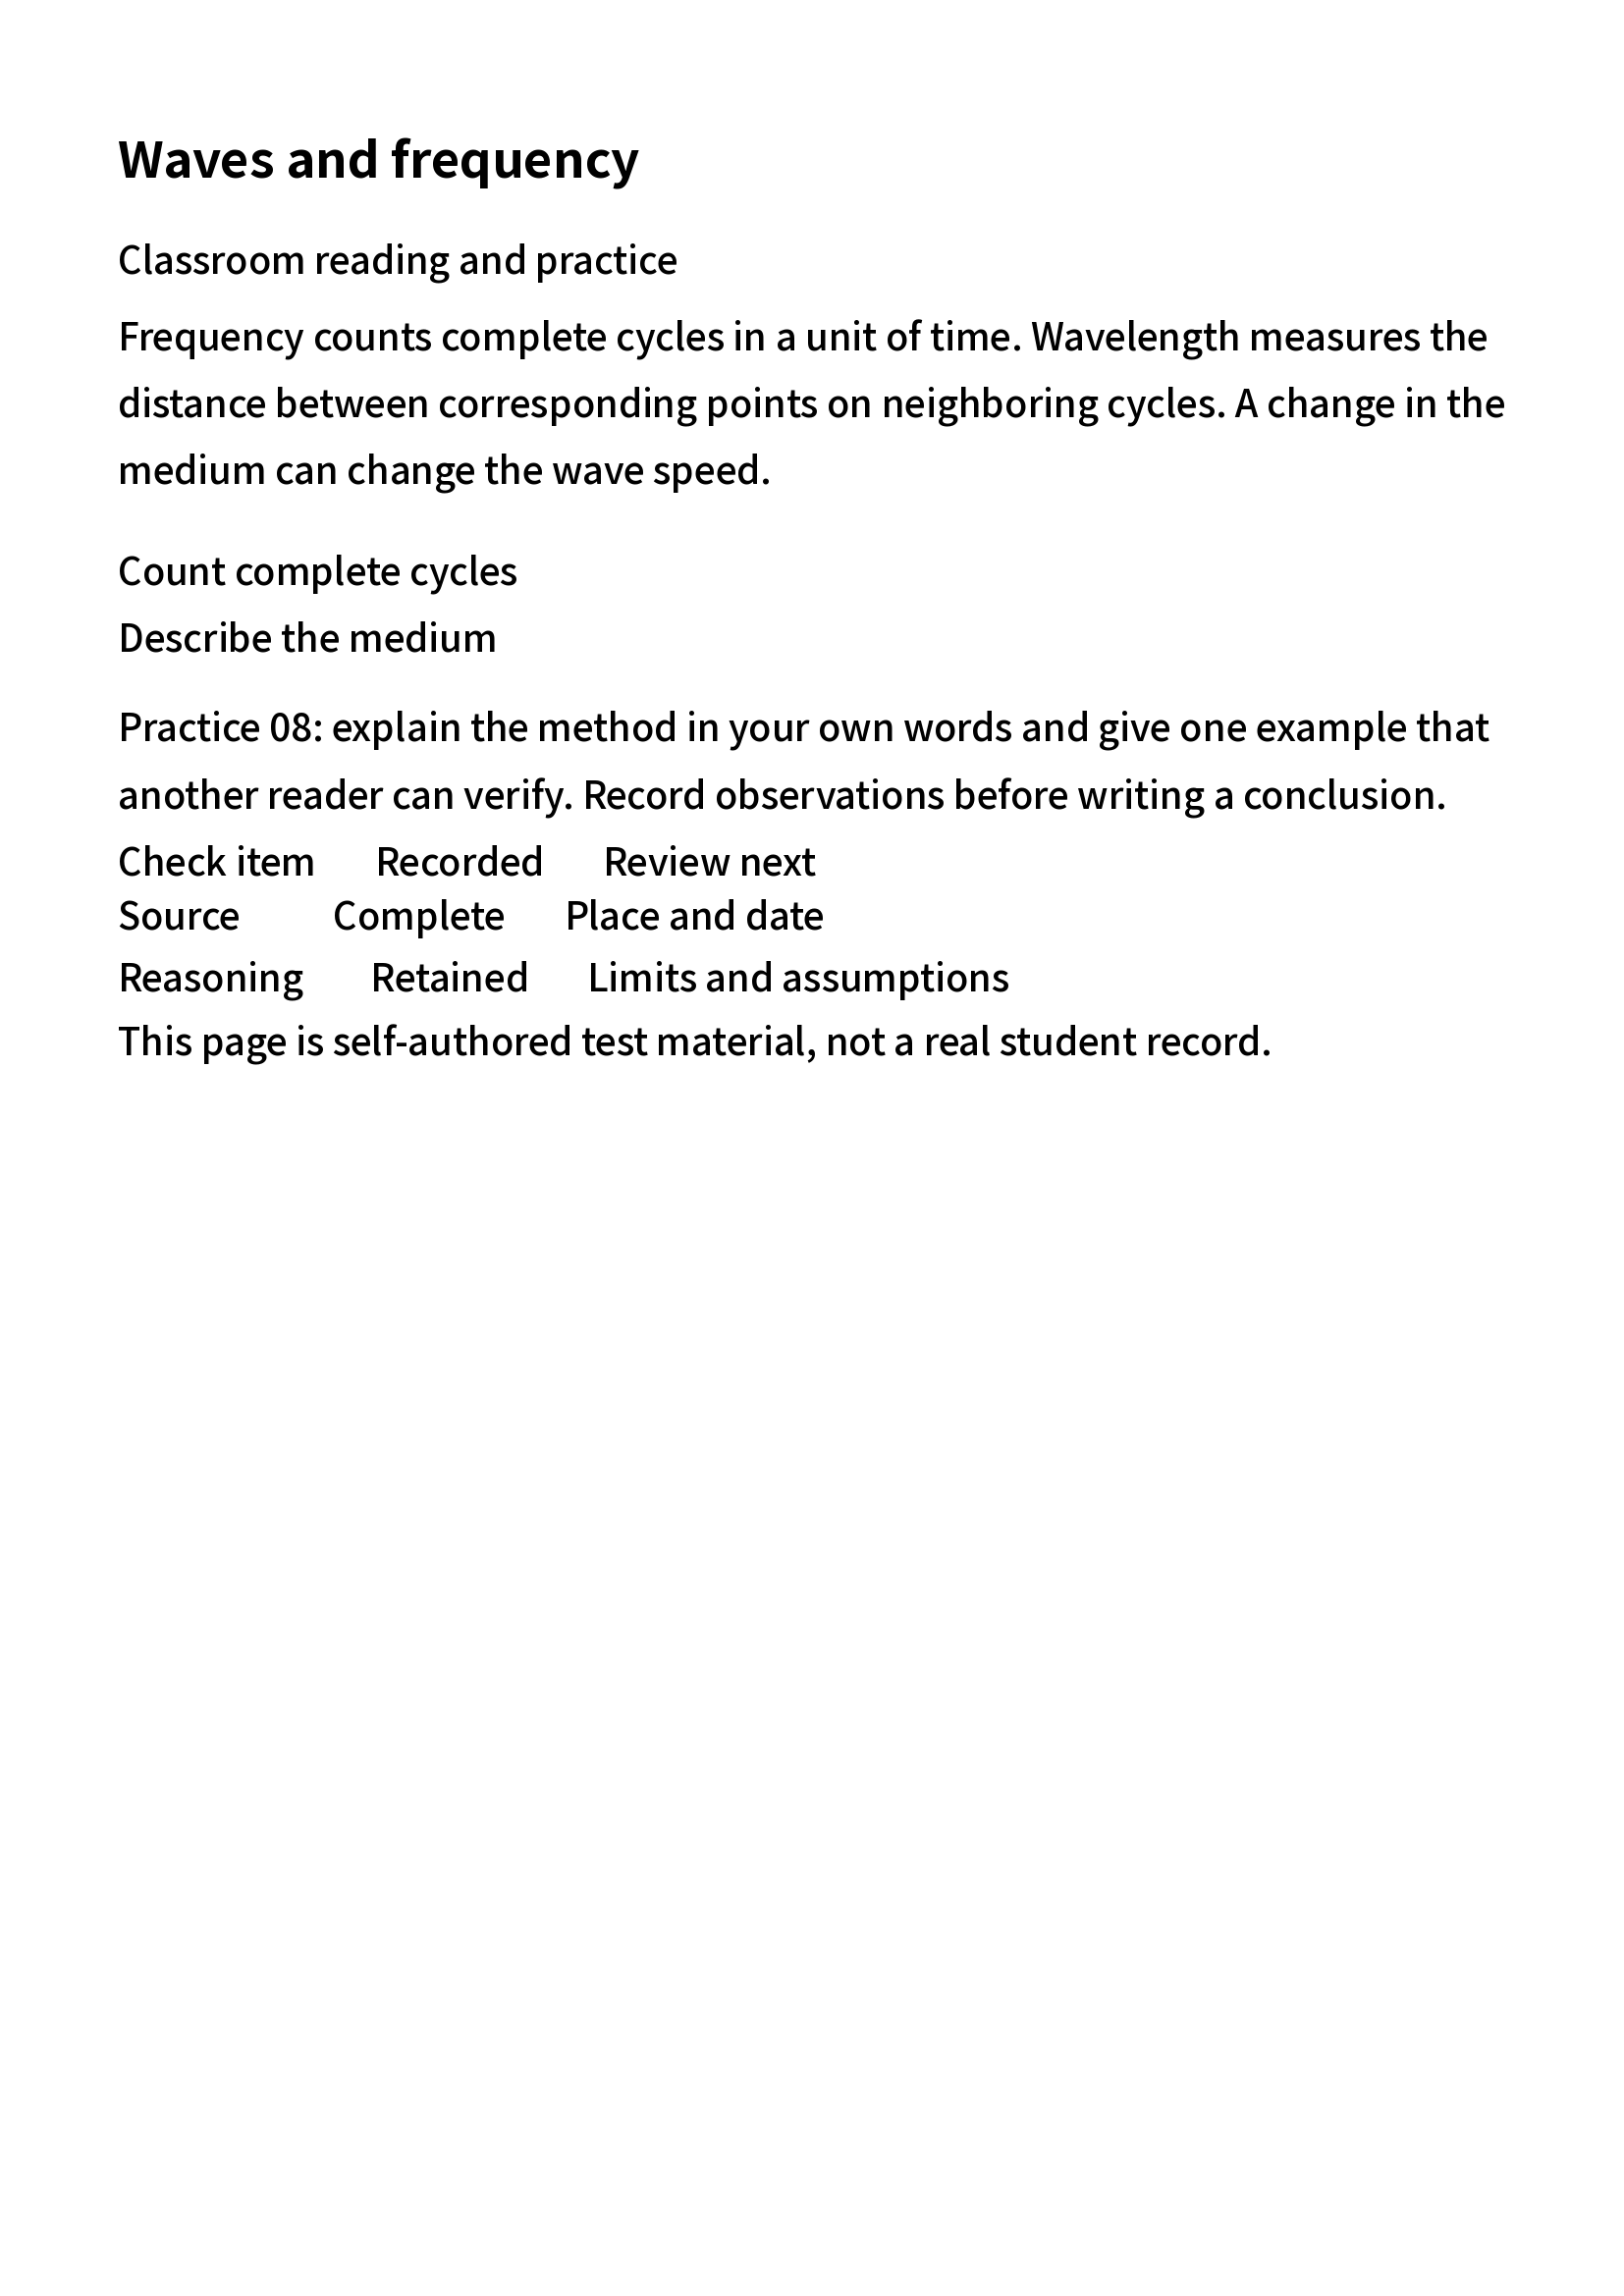 Waves and frequency
Classroom reading and practice
Frequency counts complete cycles in a unit of time. Wavelength measures the
distance between corresponding points on neighboring cycles. A change in the
medium can change the wave speed.
Count complete cycles
Describe the medium
Practice 08: explain the method in your own words and give one example that
another reader can verify. Record observations before writing a conclusion.
Check item Recorded Review next
Source Complete Place and date
Reasoning Retained Limits and assumptions
This page is self-authored test material, not a real student record.